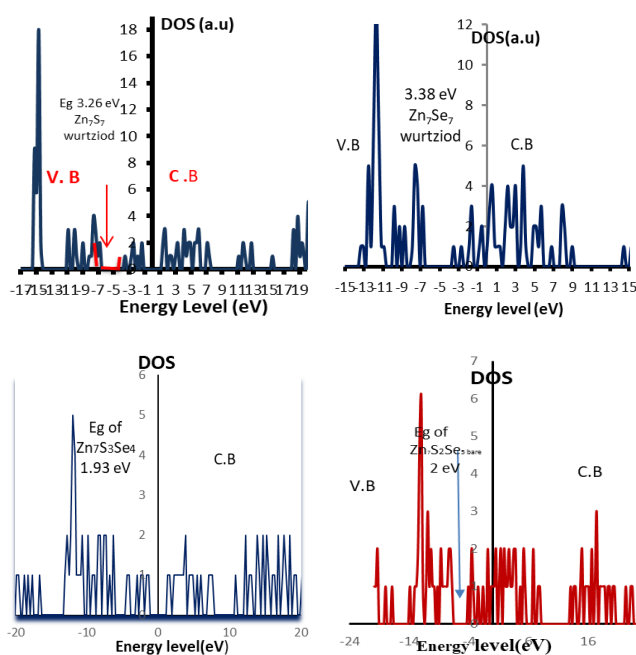 DOS (a.u)
18
16
14
12
10
8
6
4
2
0
Eg 3.26 eV
Zn7S7
wurtziod
V. B
C .B
-17-15-13-11-9 -7 -5 -3 -1 1 3 5 7 9 11 13 15 17 19
Energy Level (eV)
DOS(a.u)
12
10
8
6
4
2
0
3.38 eV
Zn7Se7
wurtziod
V.B
C.B
-15-13-11 -9 -7 -5 -3 -1 1 3 5 7 9 11 13 15
Energy level (eV)
DOS
6
5
4
3
2
1
0
Eg of
Zn7S3Se4
1.93 eV
C.B
-20 -10 0 10 20
Energy level(eV)
7
DOS
6
5
4
3
2
1
0
Eg of
Zn7S2Se5 bare
2 eV
V.B
C.B
-24 -14 -4 6 16
Energy level(eV)